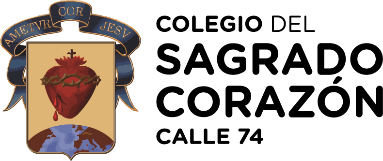 AMETVR COR JESV
COLEGIO DEL
SAGRADO
CORAZÓN
CALLE 74